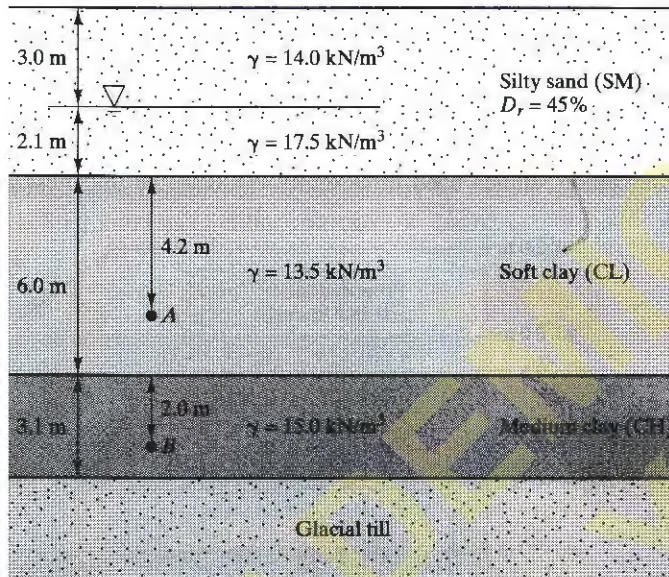 3.0 m
γ = 14.0 kN/m³
Silty sand (SM)
D_r = 45%
2.1 m
γ = 17.5 kN/m³
4.2 m
6.0 m
γ = 13.5 kN/m³
Soft clay (CL)
A
2.0 m
3.1 m
γ = 15.0 kN/m³
Medium clay (CH)
B
Glacial till